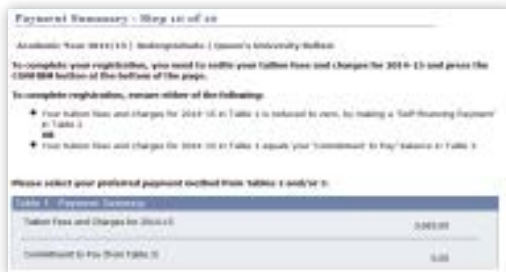 Payment Summary - Step 10 of 10
Academic Year 2014/15 | Undergraduate | Queen's University Belfast
To complete your registration, you need to settle your tuition fees and charges for 2014-15 and press the
CONFIRM button at the bottom of the page.
To complete registration, ensure either of the following:
Your tuition fees and charges for 2014-15 in Table 1 is reduced to zero, by making a 'Self-financing Payment'
in Table 2
OR
Your tuition fees and charges for 2014-15 in Table 1 equals your 'Commitment to Pay' balance in Table 3
Please select your preferred payment method from Tables 2 and/or 3:
Table 1 - Payment Summary
Tuition Fees and Charges for 2014-15
Commitment to Pay (from Table 3)
0.00